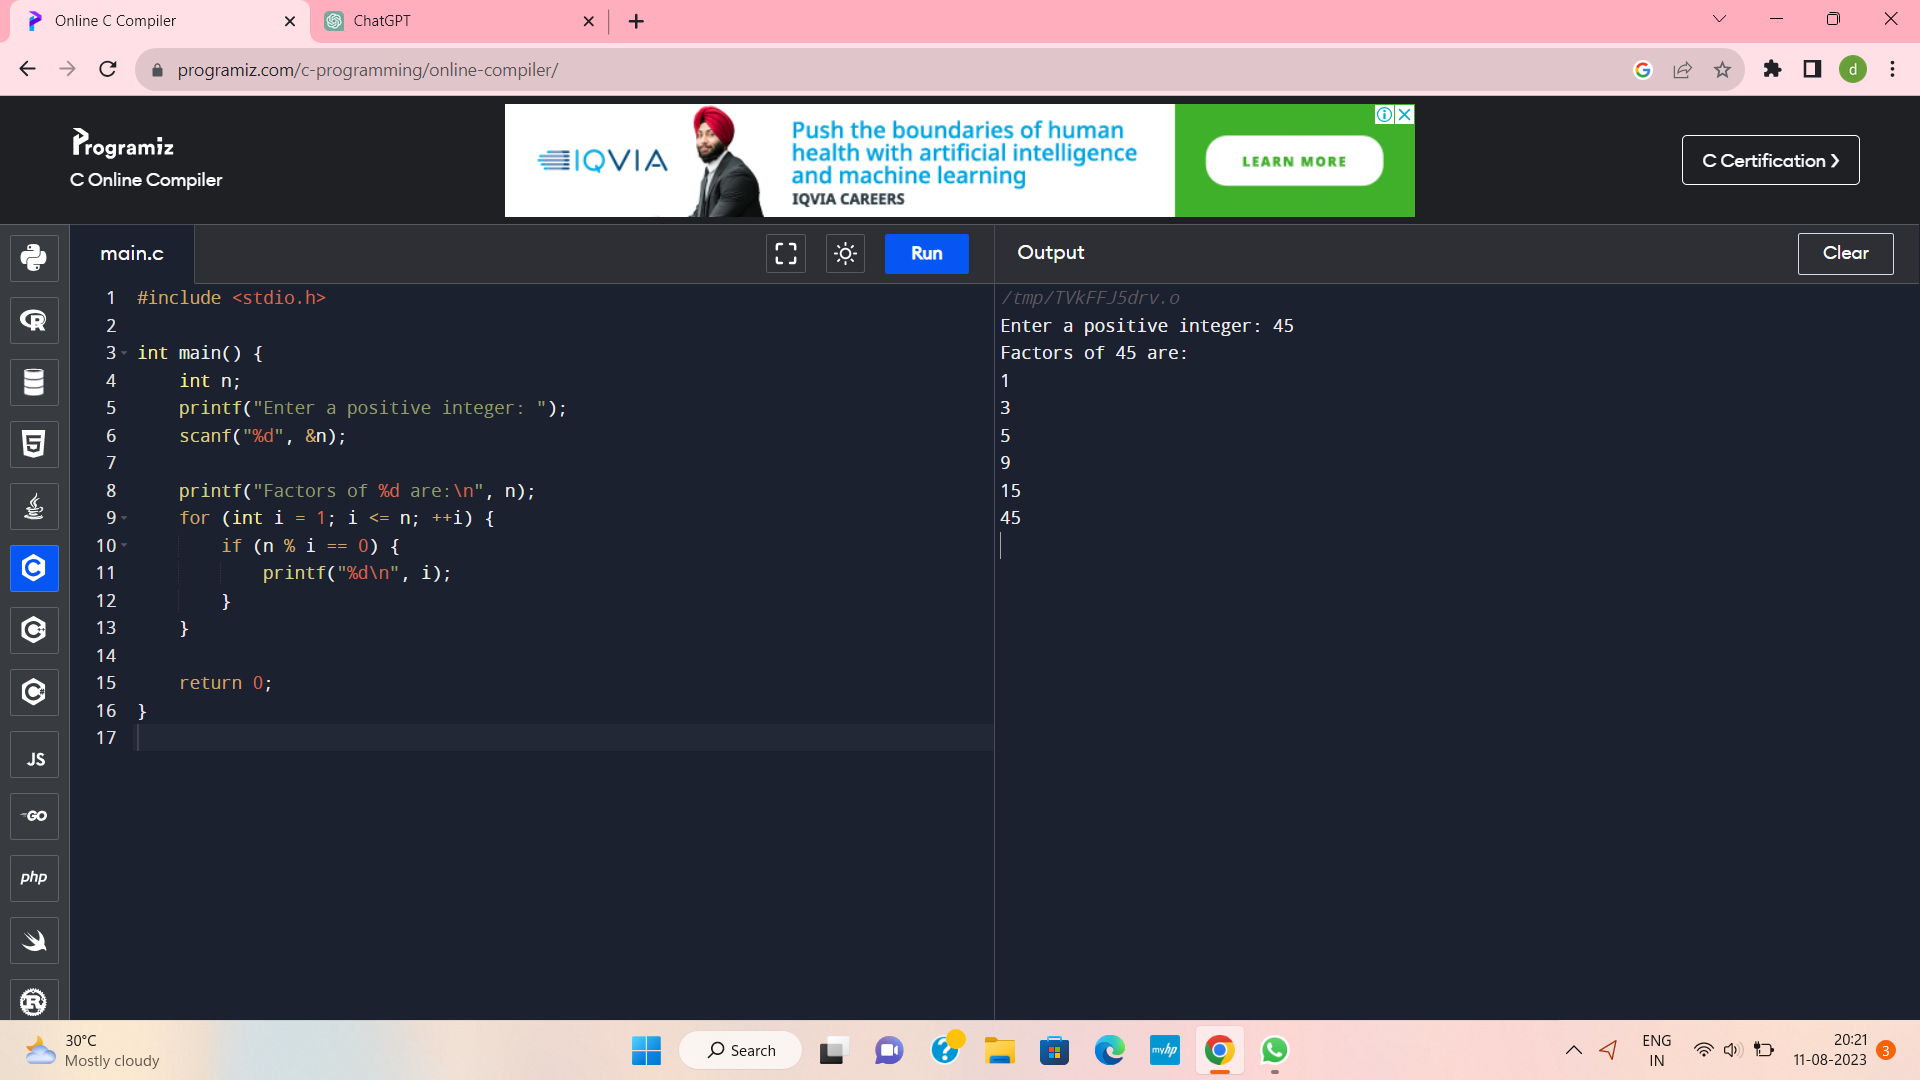 Online C Compiler
ChatGPT
programiz.com/c-programming/online-compiler/
d
Programiz
C Online Compiler
IQVIA
Push the boundaries of human
health with artificial intelligence
and machine learning
IQVIA CAREERS
LEARN MORE
C Certification
main.c
Run
Output
Clear
1 #include <stdio.h>
2
3 int main() {
4     int n;
5     printf("Enter a positive integer: ");
6     scanf("%d", &n);
7
8     printf("Factors of %d are:\n", n);
9     for (int i = 1; i <= n; ++i) {
10         if (n % i == 0) {
11             printf("%d\n", i);
12         }
13     }
14
15     return 0;
16 }
17
/tmp/TVkFFJ5drv.o
Enter a positive integer: 45
Factors of 45 are:
1
3
5
9
15
45
JS
GO
php
30°C
Mostly cloudy
Search
myhp
ENG
IN
20:21
11-08-2023
3